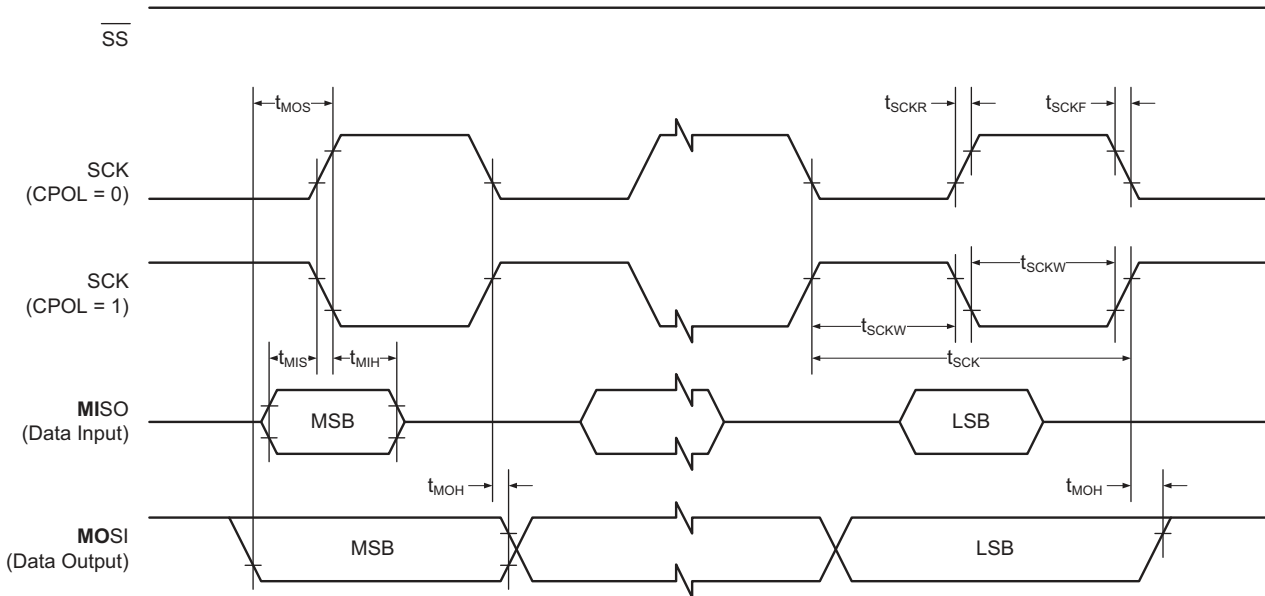 SS
tMOS
tSCKR
tSCKF
SCK
(CPOL = 0)
SCK
(CPOL = 1)
tSCKW
tSCKW
tSCK
tMIS
tMIH
MISO
(Data Input)
MSB
LSB
tMOH
tMOH
MOSI
(Data Output)
MSB
LSB